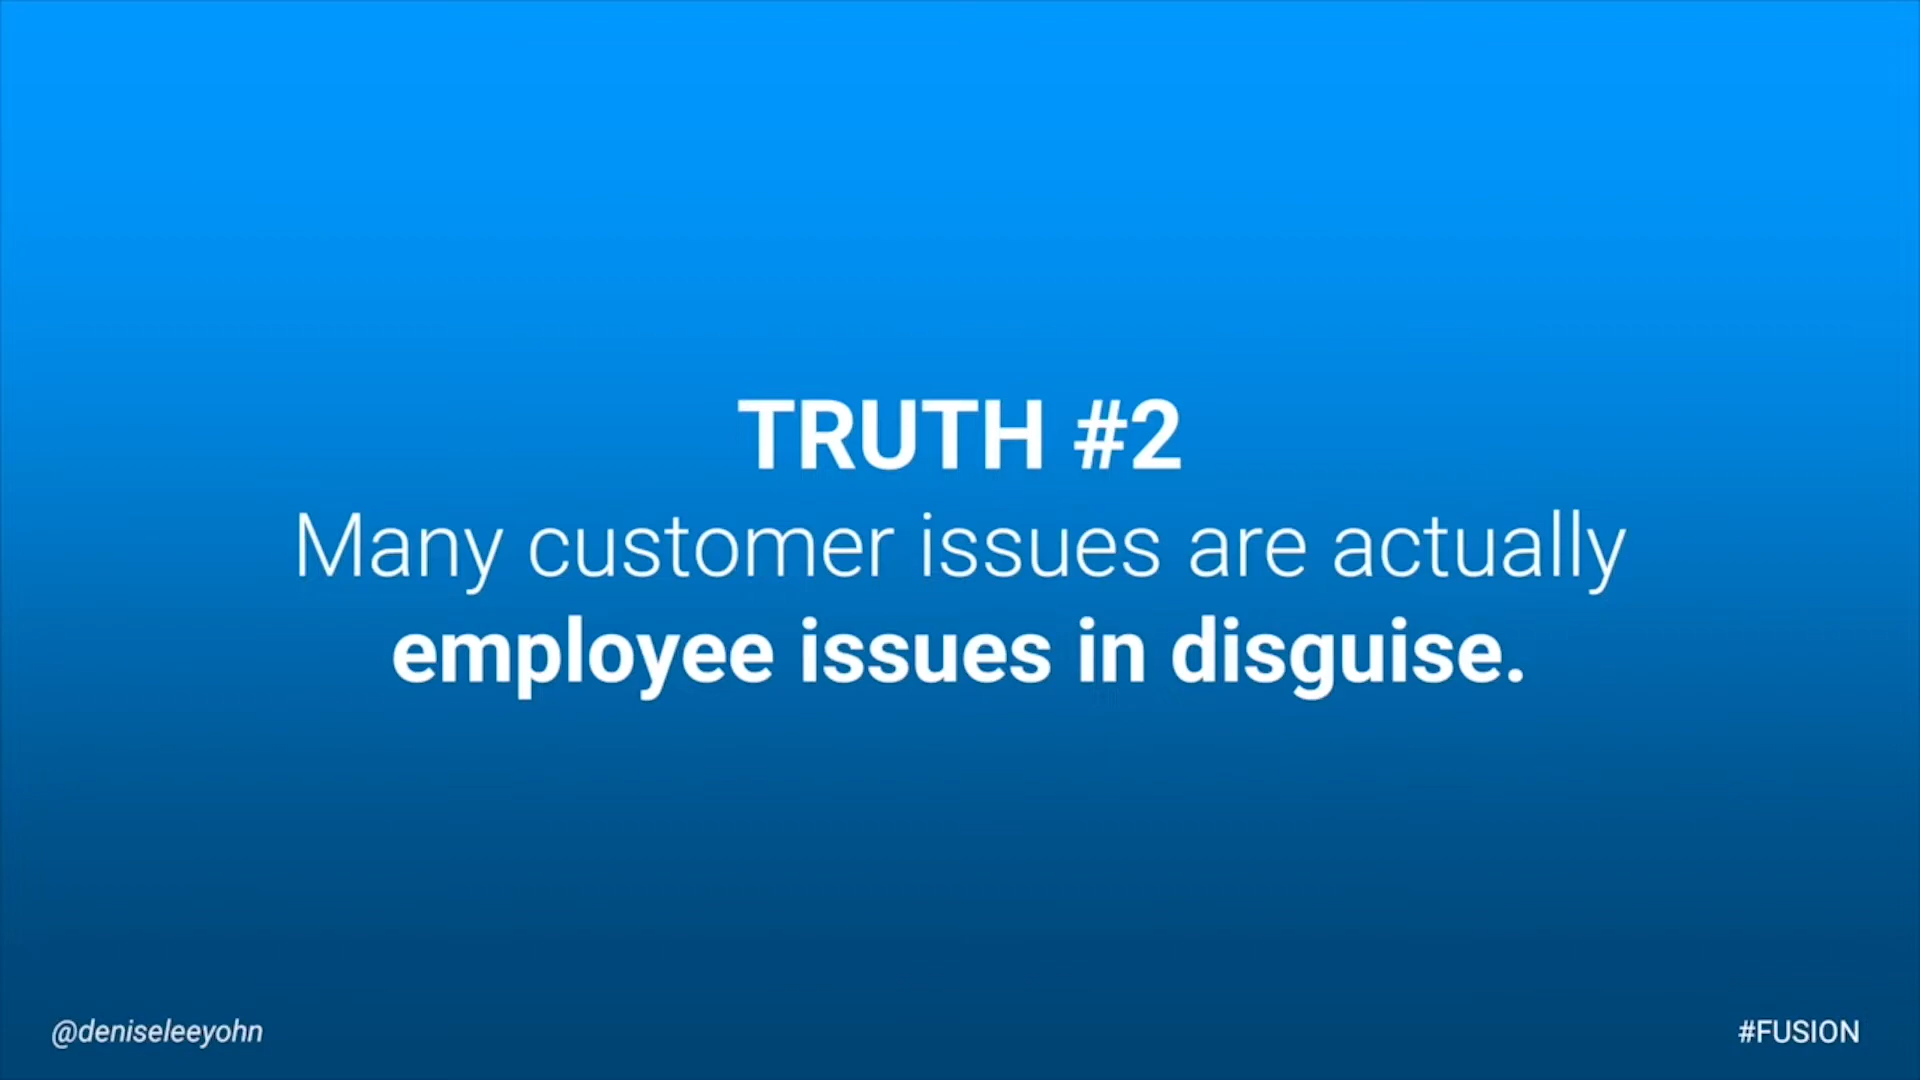 TRUTH #2
Many customer issues are actually
employee issues in disguise.
@deniseleeyohn
#FUSION